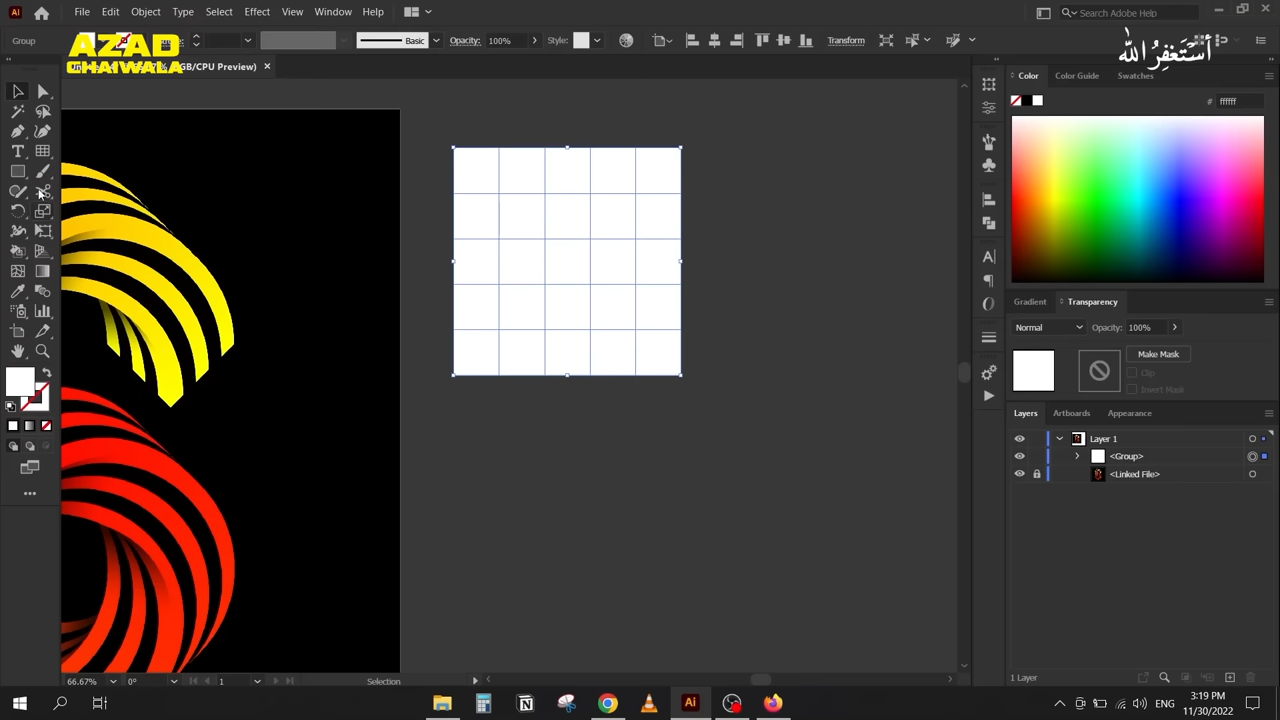 File Edit Object Type Select Effect View Window Help
Search Adobe Help
Group
Basic
Opacity: 100%
Style:
Transform
AZAD
CHAIWALA
أستغفر الله
GB/CPU Preview)
Color Color Guide Swatches
# ffffff
Gradient Transparency
Normal Opacity: 100%
Make Mask
Clip
Invert Mask
Layers Artboards Appearance
Layer 1
<Group>
<Linked File>
1 Layer
66.67% 0° 1 Selection
ENG
3:19 PM
11/30/2022